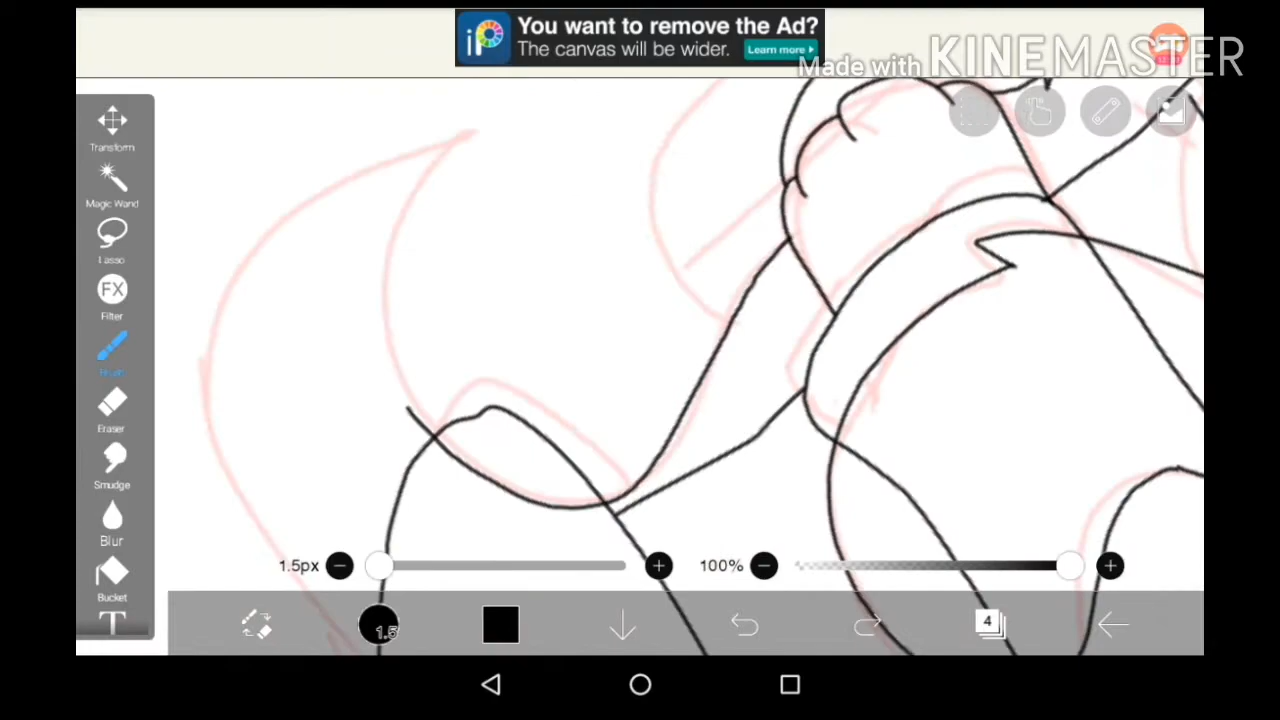 You want to remove the Ad?
The canvas will be wider.
Learn more
Made with KINEMASTER
Transform
Magic Wand
Lasso
FX
Filter
Brush
Eraser
Smudge
Blur
Bucket
T
1.5px
100%
1.5
4